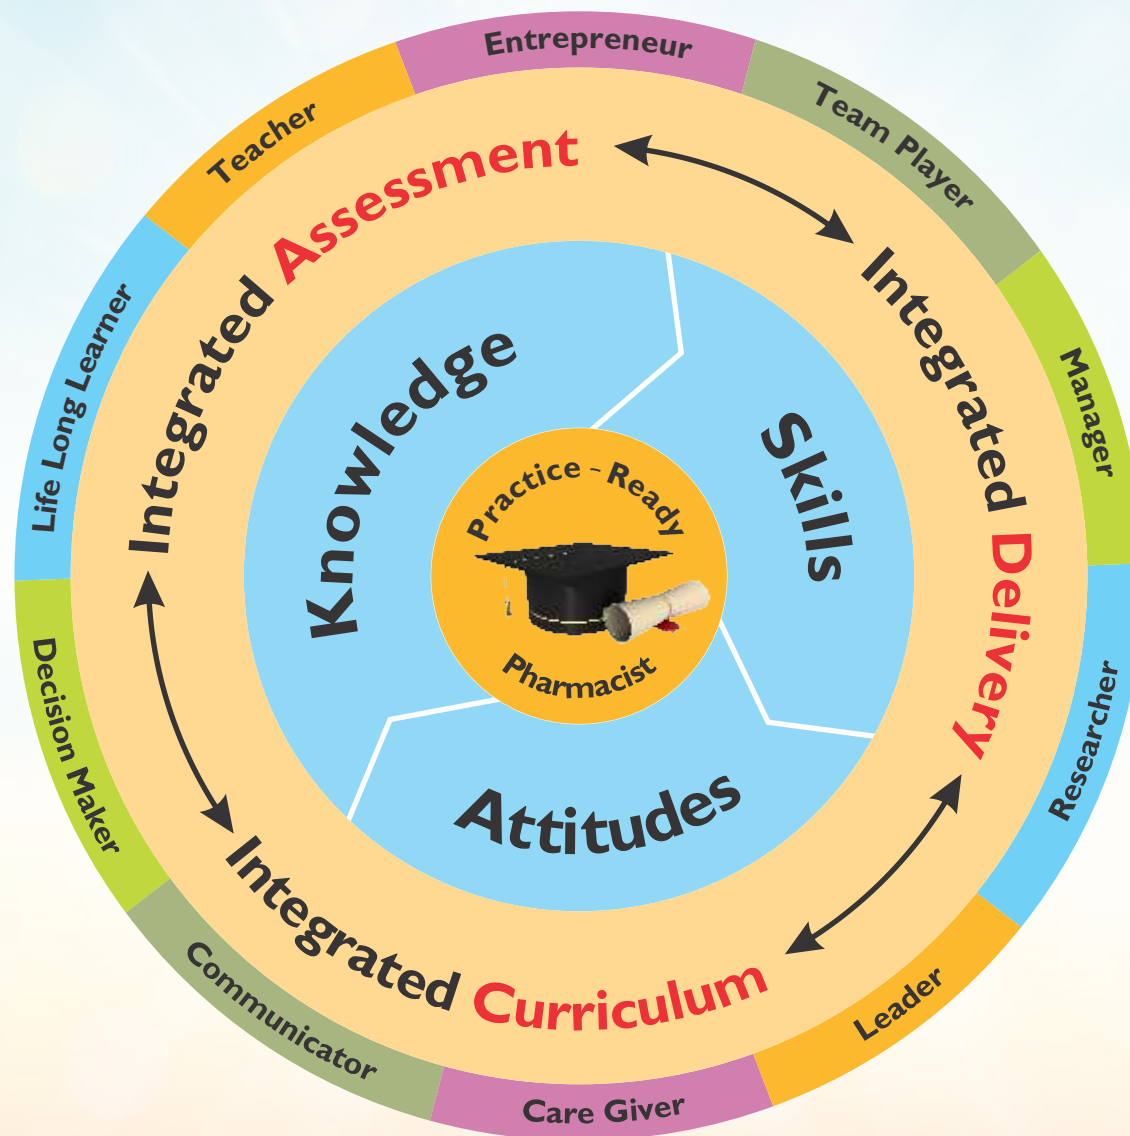 Entrepreneur
Team Player
Manager
Researcher
Leader
Care Giver
Communicator
Decision Maker
Life Long Learner
Teacher
Integrated Assessment
Integrated Delivery
Integrated Curriculum
Knowledge
Skills
Attitudes
Practice - Ready
Pharmacist